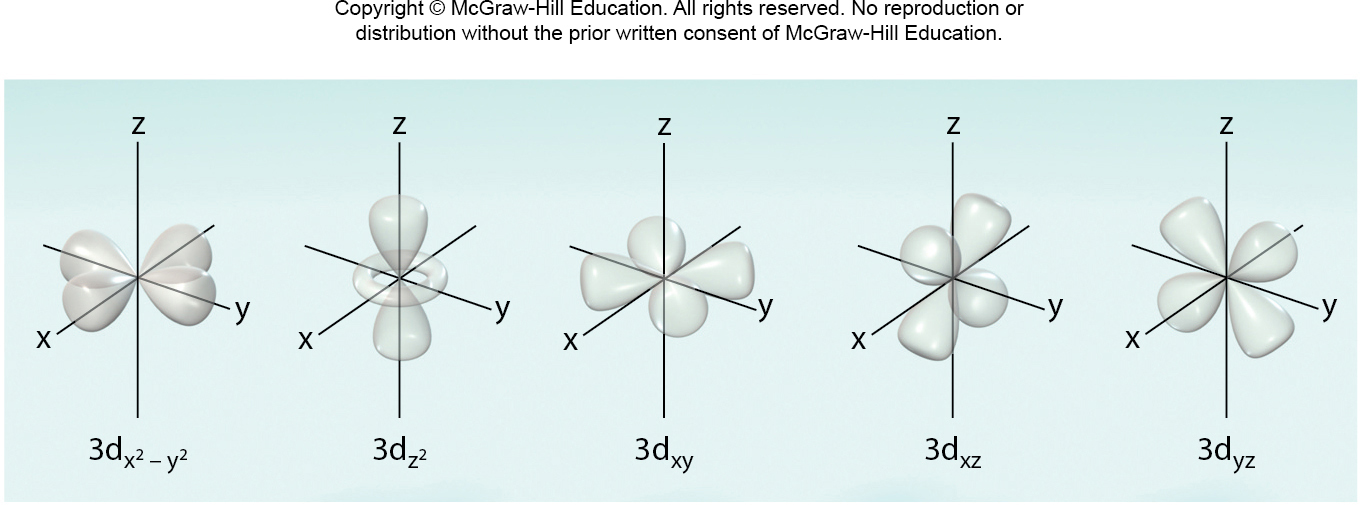 Copyright © McGraw-Hill Education. All rights reserved. No reproduction or
distribution without the prior written consent of McGraw-Hill Education.
z z z z z
y y y y y
x x x x x
3dx² – y² 3dz² 3dxy 3dxz 3dyz